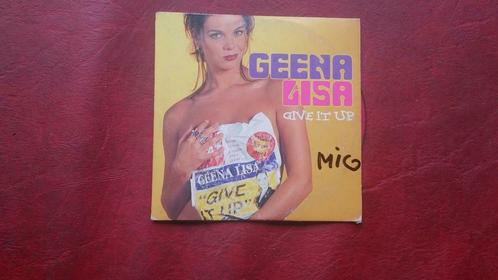 GEENA
LISA
GIVE IT UP
MIG
GEENA LISA
"GIVE
IT UP"